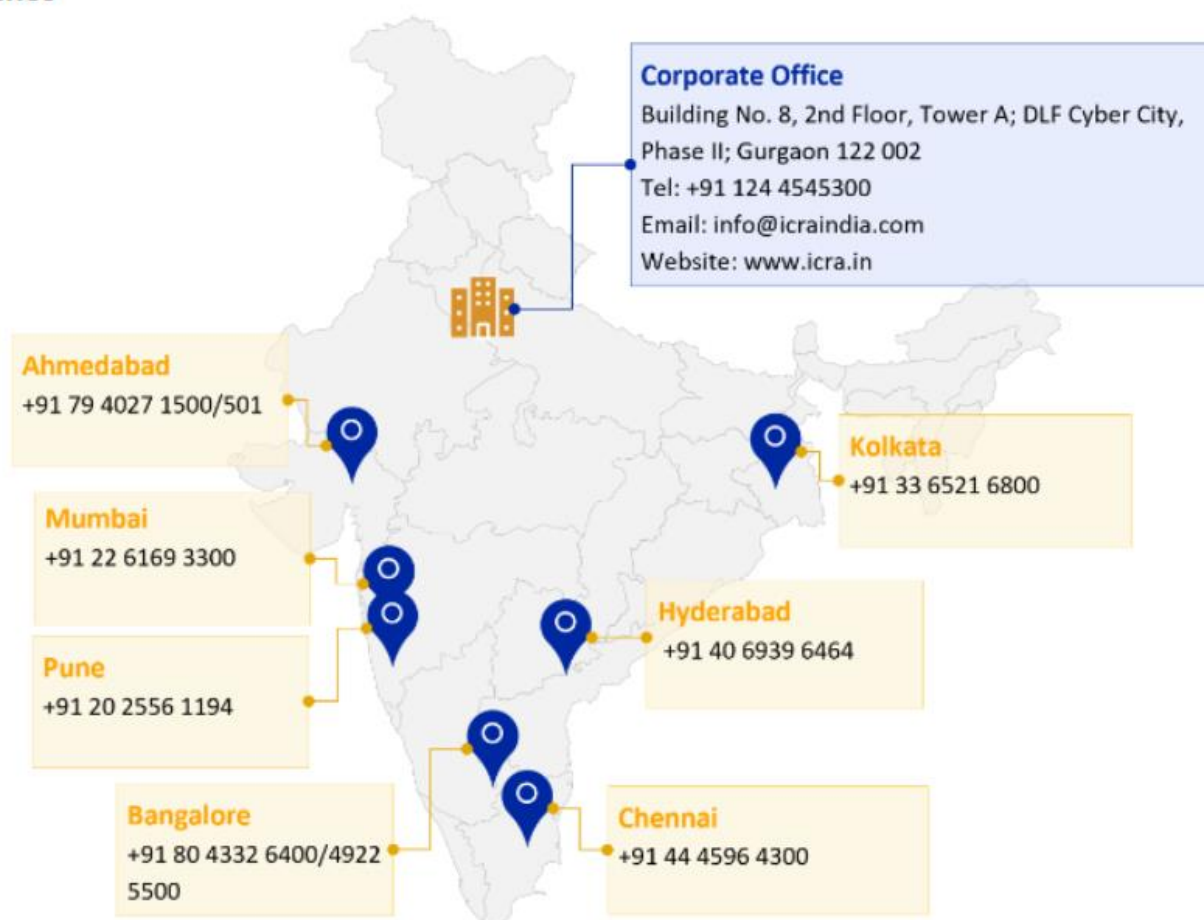 Corporate Office
Building No. 8, 2nd Floor, Tower A; DLF Cyber City,
Phase II; Gurgaon 122 002
Tel: +91 124 4545300
Email: info@icraindia.com
Website: www.icra.in
Ahmedabad
+91 79 4027 1500/501
Kolkata
+91 33 6521 6800
Mumbai
+91 22 6169 3300
Hyderabad
+91 40 6939 6464
Pune
+91 20 2556 1194
Bangalore
+91 80 4332 6400/4922
5500
Chennai
+91 44 4596 4300